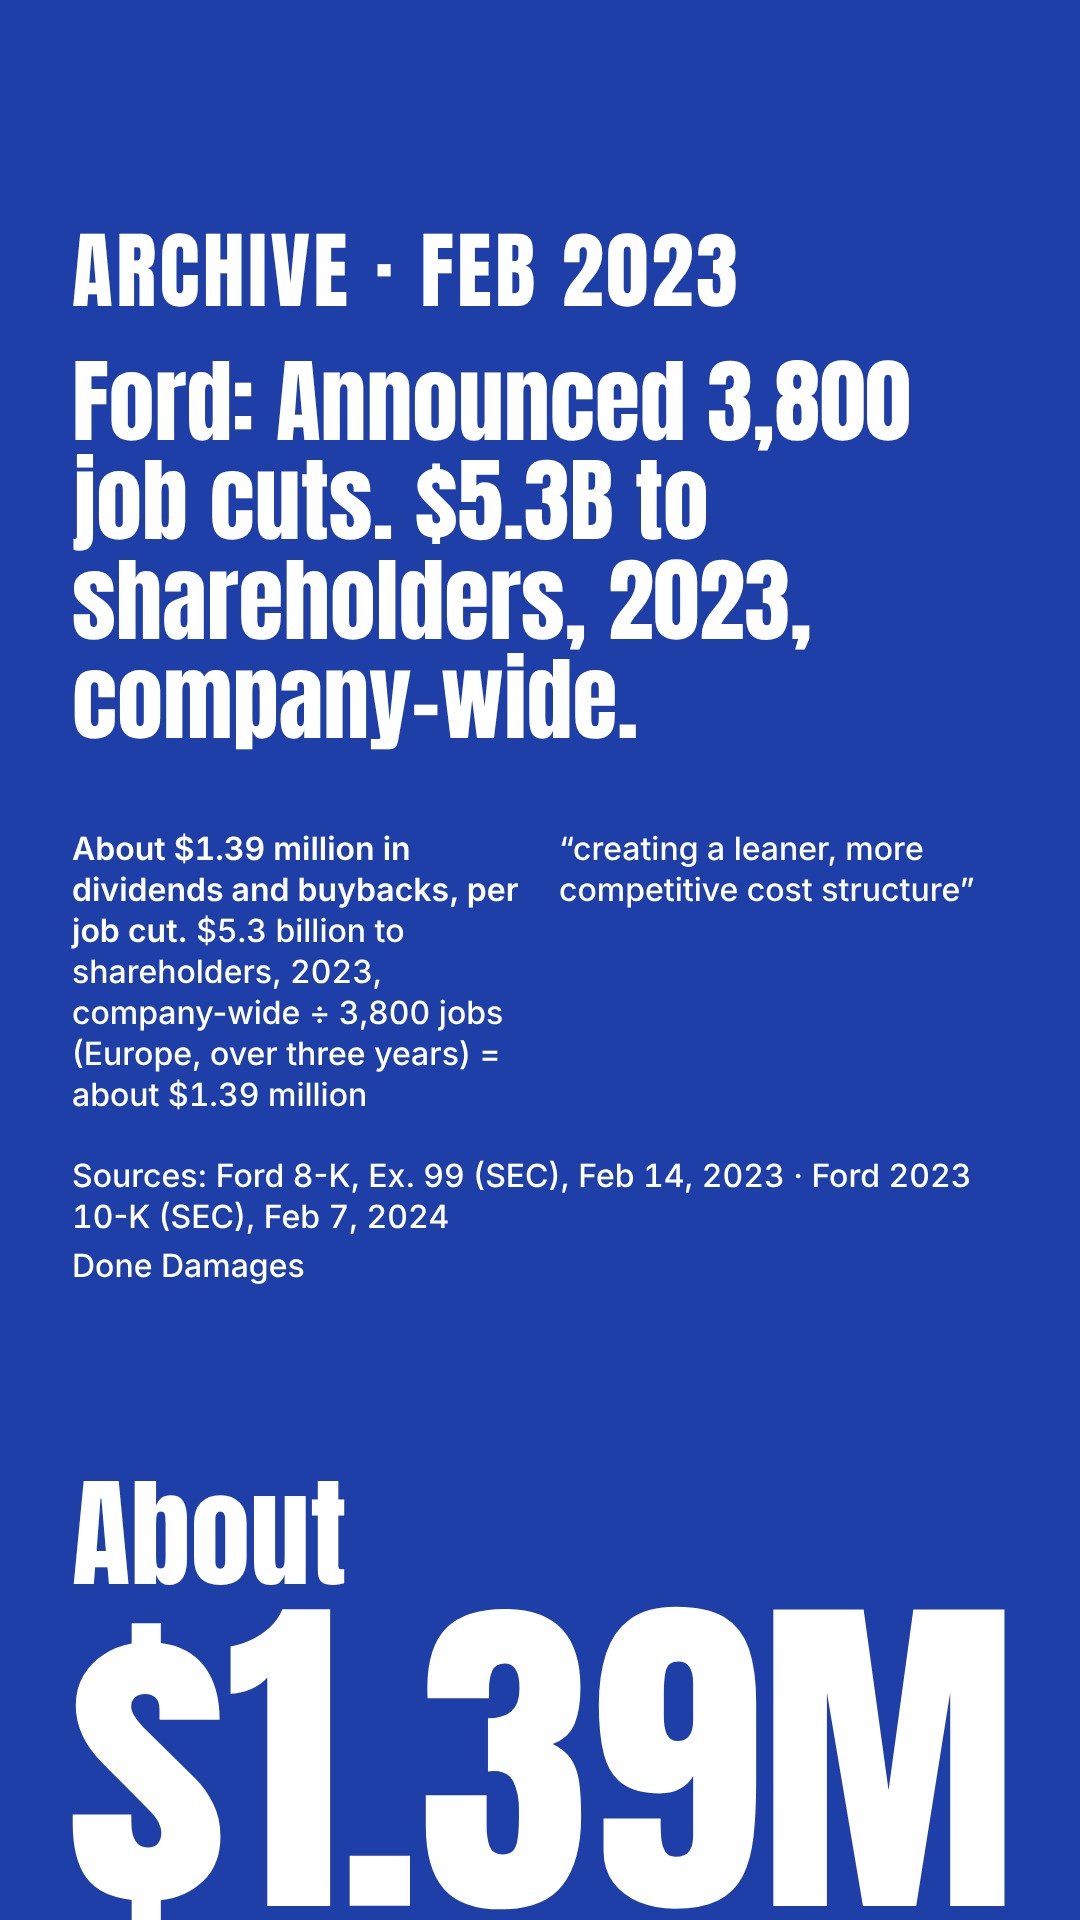 ARCHIVE · FEB 2023
Ford: Announced 3,800
job cuts. $5.3B to
shareholders, 2023,
company-wide.
About $1.39 million in
dividends and buybacks, per
job cut. $5.3 billion to
shareholders, 2023,
company-wide ÷ 3,800 jobs
(Europe, over three years) =
about $1.39 million
“creating a leaner, more
competitive cost structure”
Sources: Ford 8-K, Ex. 99 (SEC), Feb 14, 2023 · Ford 2023
10-K (SEC), Feb 7, 2024
Done Damages
About
$1.39M